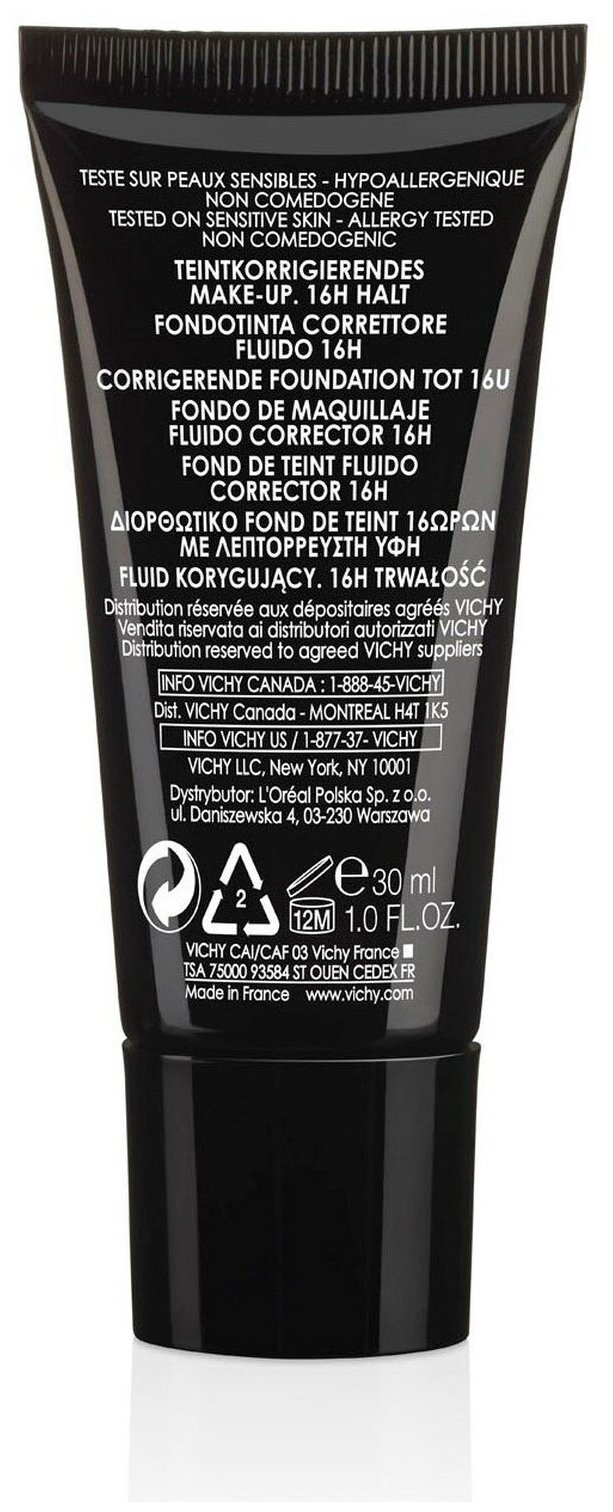 TESTE SUR PEAUX SENSIBLES - HYPOALLERGENIQUE
NON COMEDOGENE
TESTED ON SENSITIVE SKIN - ALLERGY TESTED
NON COMEDOGENIC
TEINTKORRIGIERENDES
MAKE-UP. 16H HALT
FONDOTINTA CORRETTORE
FLUIDO 16H
CORRIGERENDE FOUNDATION TOT 16U
FONDO DE MAQUILLAJE
FLUIDO CORRECTOR 16H
FOND DE TEINT FLUIDO
CORRECTOR 16H
ΔΙΟΡΘΩΤΙΚΟ FOND DE TEINT 16ΩΡΩΝ
ΜΕ ΛΕΠΤΟΡΡΕΥΣΤΗ ΥΦΗ
FLUID KORYGUJĄCY. 16H TRWAŁOŚĆ
Distribution réservée aux dépositaires agréés VICHY
Vendita riservata ai distributori autorizzati VICHY
Distribution reserved to agreed VICHY suppliers
INFO VICHY CANADA : 1-888-45-VICHY
Dist. VICHY Canada - MONTREAL H4T 1K5
INFO VICHY US / 1-877-37- VICHY
VICHY LLC, New York, NY 10001
Dystrybutor: L'Oréal Polska Sp. z o.o.
ul. Daniszewska 4, 03-230 Warszawa
2
℮ 30 ml
12M 1.0 FL.OZ.
VICHY CAI/CAF 03 Vichy France
TSA 75000 93584 ST OUEN CEDEX FR
Made in France www.vichy.com